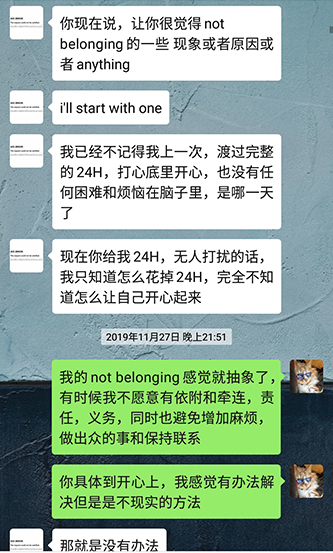 你现在说，让你很觉得 not
belonging 的一些 现象或者原因或
者 anything
i'll start with one
我已经不记得我上一次，渡过完整
的 24H，打心底里开心，也没有任
何困难和烦恼在脑子里，是哪一天
了
现在你给我 24H，无人打扰的话，
我只知道怎么花掉 24H，完全不知
道怎么让自己开心起来
2019年11月27日 晚上21:51
我的 not belonging 感觉就抽象了，
有时候我不愿意有依附和牵连，责
任，义务，同时也避免增加麻烦，
做出众的事和保持联系
你具体到开心上，我感觉有办法解
决但是是不现实的方法
那就是没有办法